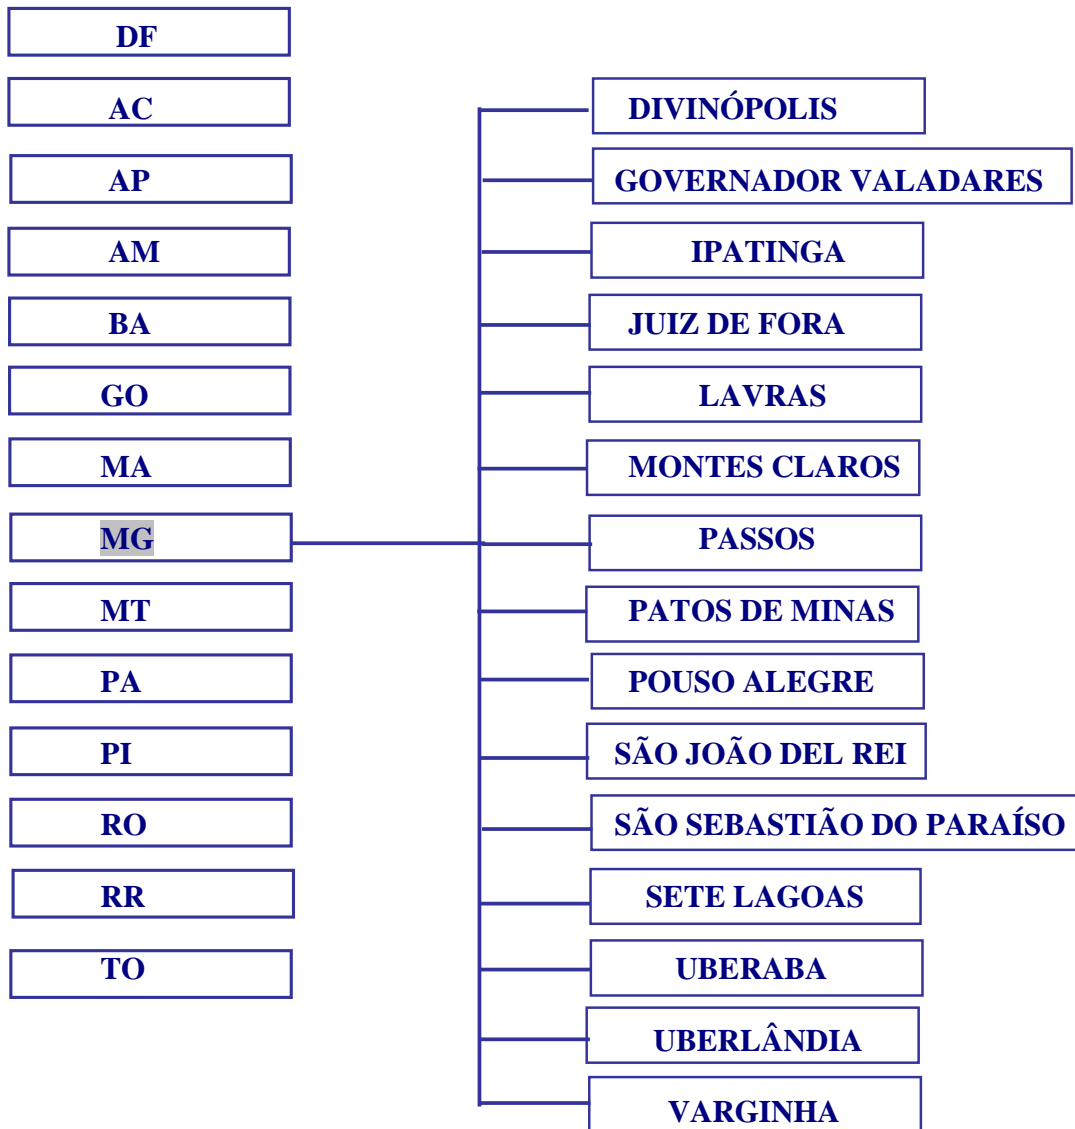 DF
AC
AP
AM
BA
GO
MA
MG
MT
PA
PI
RO
RR
TO
DIVINÓPOLIS
GOVERNADOR VALADARES
IPATINGA
JUIZ DE FORA
LAVRAS
MONTES CLAROS
PASSOS
PATOS DE MINAS
POUSO ALEGRE
SÃO JOÃO DEL REI
SÃO SEBASTIÃO DO PARAÍSO
SETE LAGOAS
UBERABA
UBERLÂNDIA
VARGINHA